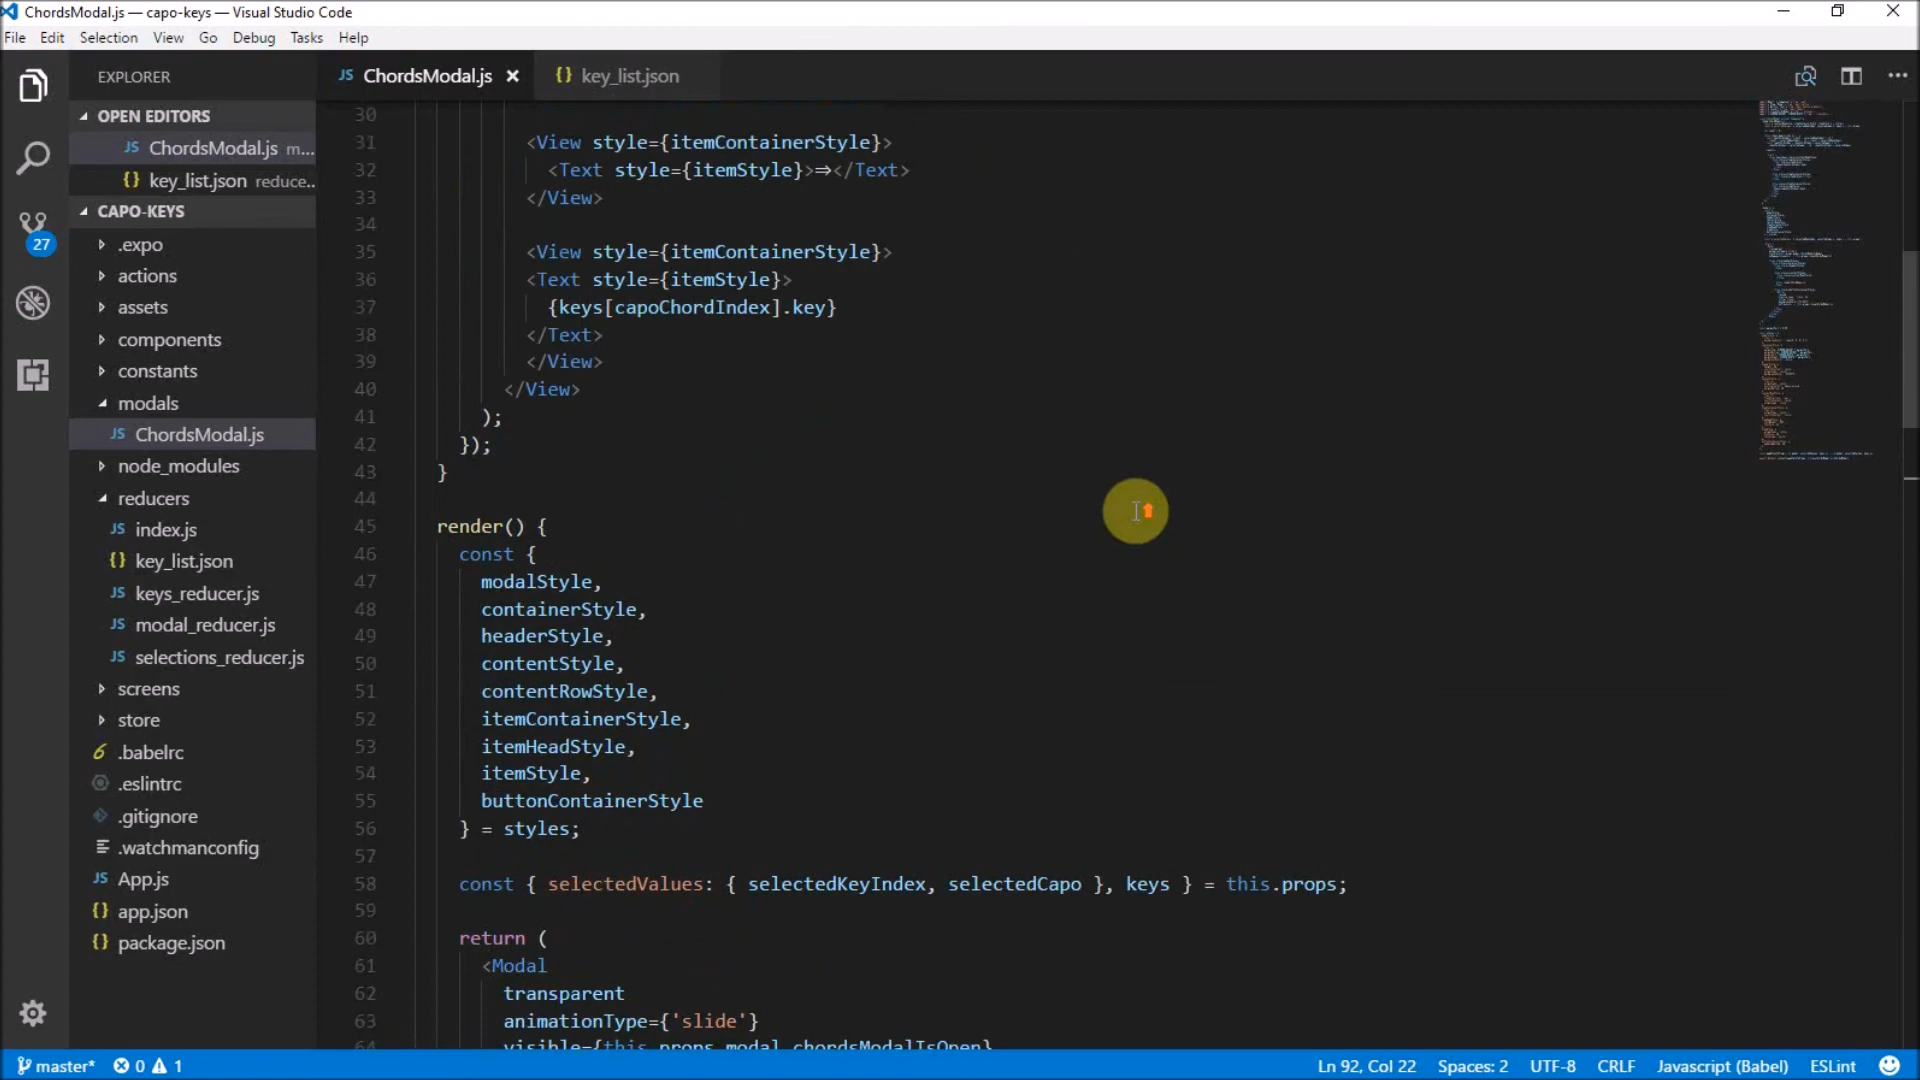 ChordsModal.js — capo-keys — Visual Studio Code
File Edit Selection View Go Debug Tasks Help
EXPLORER
OPEN EDITORS
JS ChordsModal.js m...
{} key_list.json reduce..
CAPO-KEYS
.expo
actions
assets
components
constants
modals
JS ChordsModal.js
node_modules
reducers
JS index.js
{} key_list.json
JS keys_reducer.js
JS modal_reducer.js
JS selections_reducer.js
screens
store
6 .babelrc
.eslintrc
.gitignore
.watchmanconfig
JS App.js
{} app.json
{} package.json
27
JS ChordsModal.js
{} key_list.json
30
31 <View style={itemContainerStyle}>
32 <Text style={itemStyle}>⇒</Text>
33 </View>
34
35 <View style={itemContainerStyle}>
36 <Text style={itemStyle}>
37 {keys[capoChordIndex].key}
38 </Text>
39 </View>
40 </View>
41 );
42 });
43 }
44
45 render() {
46 const {
47 modalStyle,
48 containerStyle,
49 headerStyle,
50 contentStyle,
51 contentRowStyle,
52 itemContainerStyle,
53 itemHeadStyle,
54 itemStyle,
55 buttonContainerStyle
56 } = styles;
57
58 const { selectedValues: { selectedKeyIndex, selectedCapo }, keys } = this.props;
59
60 return (
61 <Modal
62 transparent
63 animationType={'slide'}
64 visible={this.props.modal.chordsModalIsOpen}
master* 0 1 Ln 92, Col 22 Spaces: 2 UTF-8 CRLF Javascript (Babel) ESLint